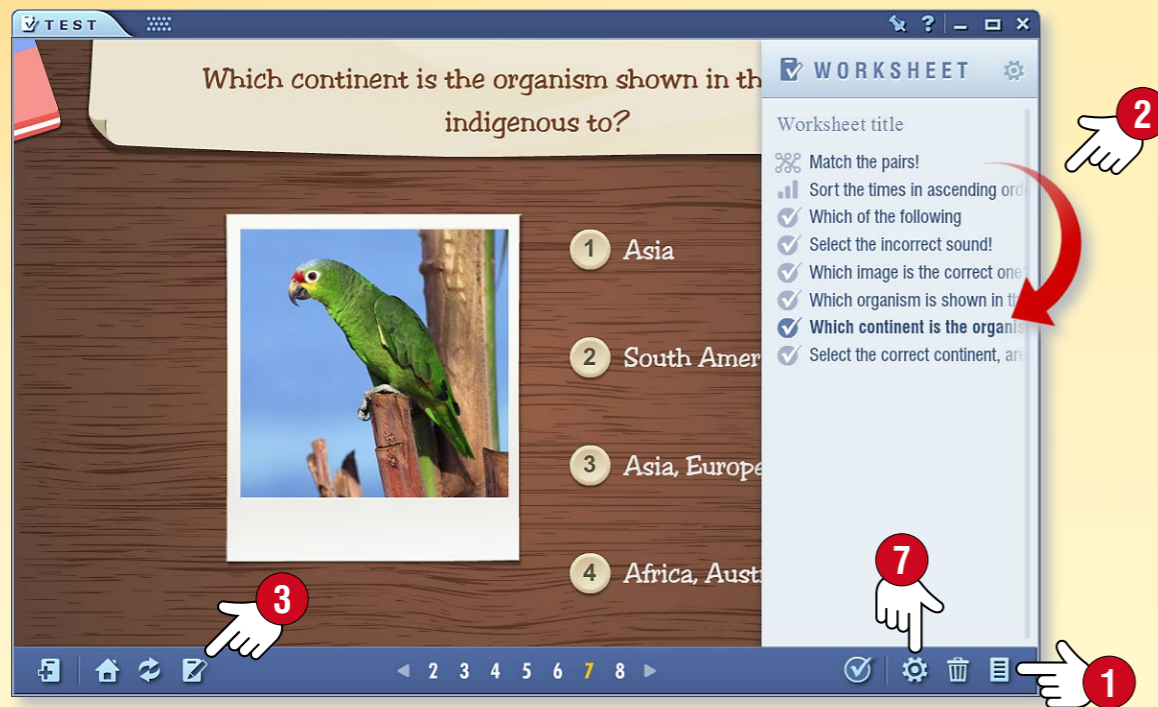 TEST
Which continent is the organism shown in th
indigenous to?
1 Asia
2 South Amer
3 Asia, Europe
4 Africa, Aust
WORKSHEET
Worksheet title
Match the pairs!
Sort the times in ascending orde
Which of the following
Select the incorrect sound!
Which image is the correct one?
Which organism is shown in th
Which continent is the organis
Select the correct continent, are
2
3
7
1
2 3 4 5 6 7 8
?